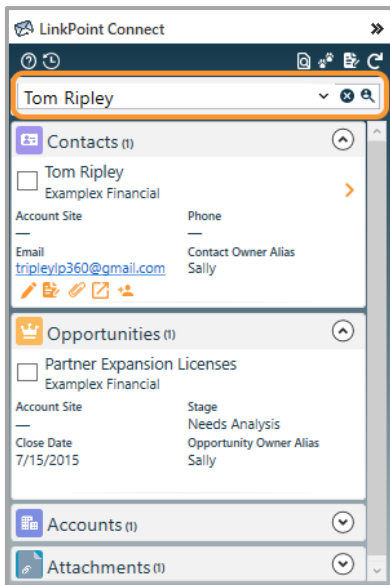 LinkPoint Connect
Tom Ripley
Contacts (1)
Tom Ripley
Examplex Financial
Account Site Phone
— —
Email Contact Owner Alias
tripleylp360@gmail.com Sally
Opportunities (1)
Partner Expansion Licenses
Examplex Financial
Account Site Stage
— Needs Analysis
Close Date Opportunity Owner Alias
7/15/2015 Sally
Accounts (1)
Attachments (1)